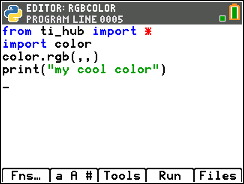 EDITOR: RGBCOLOR
PROGRAM LINE 0005
from ti_hub import *
import color
color.rgb(,,)
print("my cool color")
_
Fns… a A # Tools Run Files